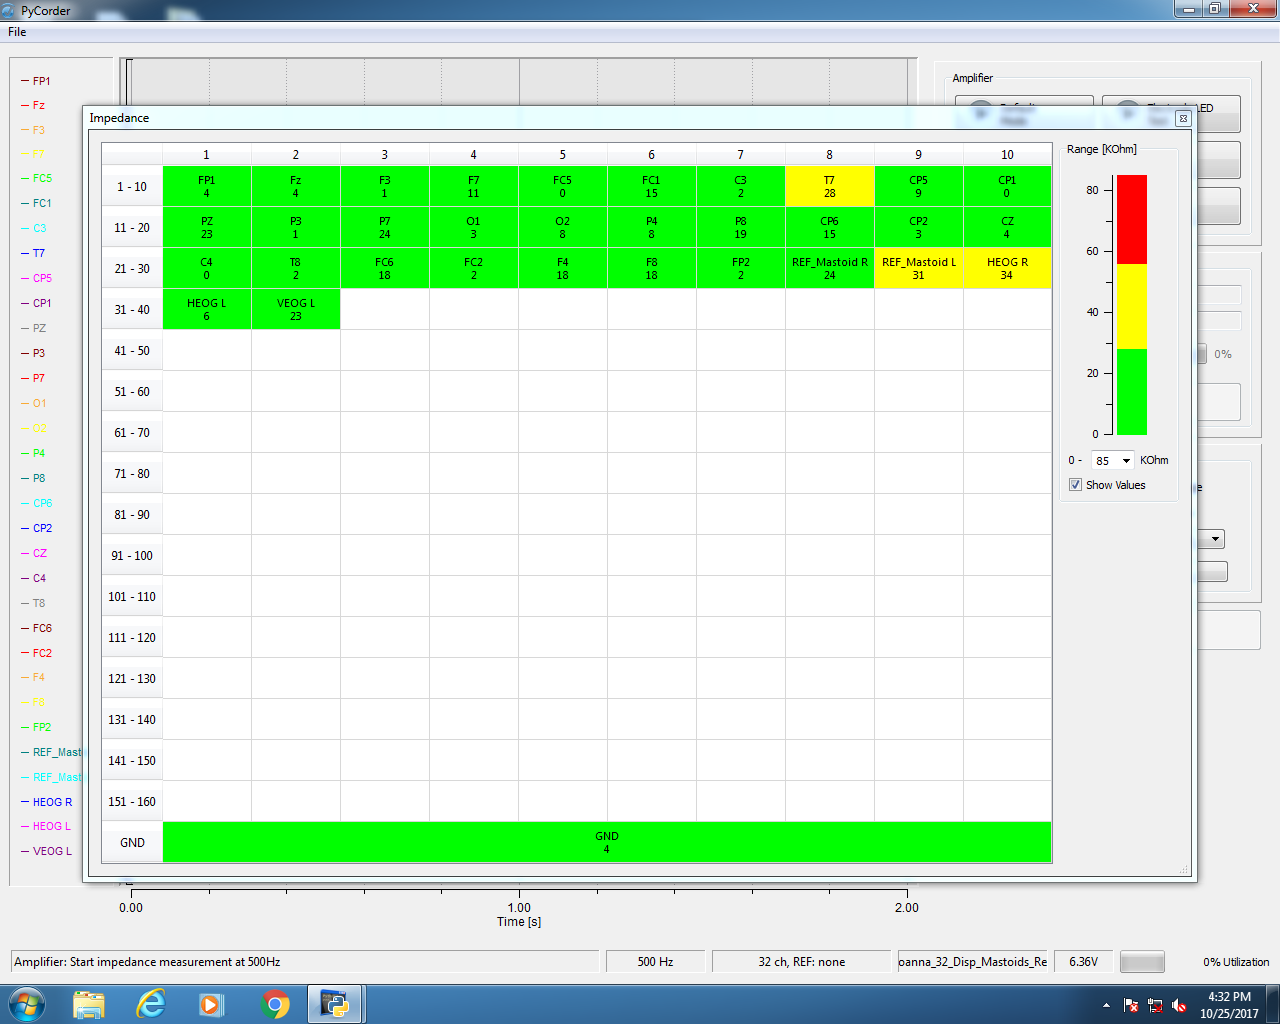 PyCorder
File
FP1
Fz
F3
F7
FC5
FC1
C3
T7
CP5
CP1
PZ
P3
P7
O1
O2
P4
P8
CP6
CP2
CZ
C4
T8
FC6
FC2
F4
F8
FP2
REF_Mast
REF_Mast
HEOG R
HEOG L
VEOG L
Amplifier
Impedance
1 2 3 4 5 6 7 8 9 10
1 - 10 FP1 Fz F3 F7 FC5 FC1 C3 T7 CP5 CP1
4 4 1 11 0 15 2 28 9 0
11 - 20 PZ P3 P7 O1 O2 P4 P8 CP6 CP2 CZ
23 1 24 3 8 8 19 15 3 4
21 - 30 C4 T8 FC6 FC2 F4 F8 FP2 REF_Mastoid R REF_Mastoid L HEOG R
0 2 18 2 18 18 2 24 31 34
31 - 40 HEOG L VEOG L
6 23
41 - 50
51 - 60
61 - 70
71 - 80
81 - 90
91 - 100
101 - 110
111 - 120
121 - 130
131 - 140
141 - 150
151 - 160
GND GND
4
Range [KOhm]
80
60
40
20
0
0 - 85 KOhm
Show Values
0%
0.00 1.00 2.00
Time [s]
Amplifier: Start impedance measurement at 500Hz
500 Hz
32 ch, REF: none
oanna_32_Disp_Mastoids_Re
6.36V
0% Utilization
4:32 PM
10/25/2017